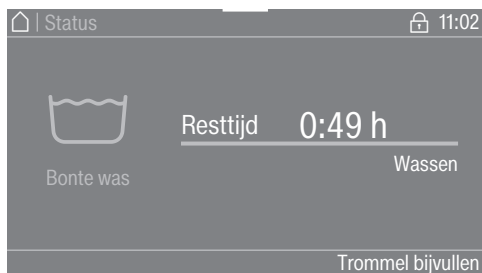 | Status 11:02
Resttijd 0:49 h
Wassen
Bonte was
Trommel bijvullen